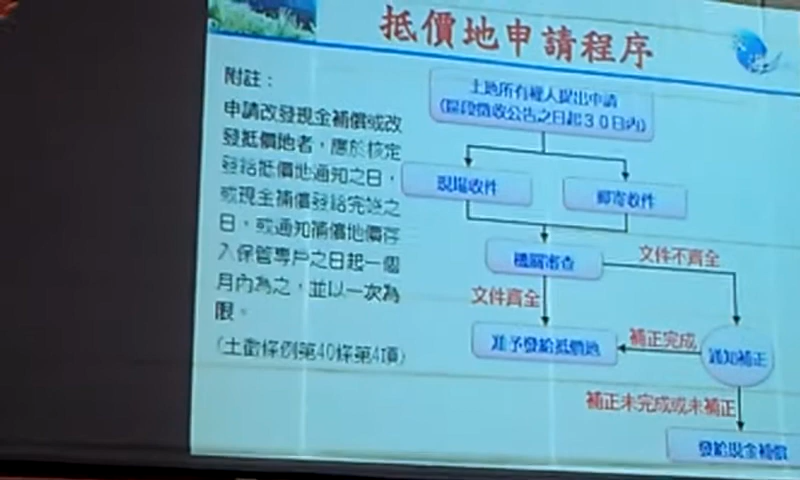 抵價地申請程序
附註：
申請改發現金補償或改
發抵價地者，應於核定
發給抵價地通知之日，
或現金補償發給完竣之
日，或通知補償地價存
入保管專戶之日起一個
月內為之，並以一次為
限。
(土徵條例第40條第4項)
土地所有權人提出申請
(區段徵收公告之日起30日內)
現場收件
郵寄收件
機關審查
文件不齊全
文件齊全
准予發給抵價地
補正完成
通知補正
補正未完成或未補正
發給現金補償